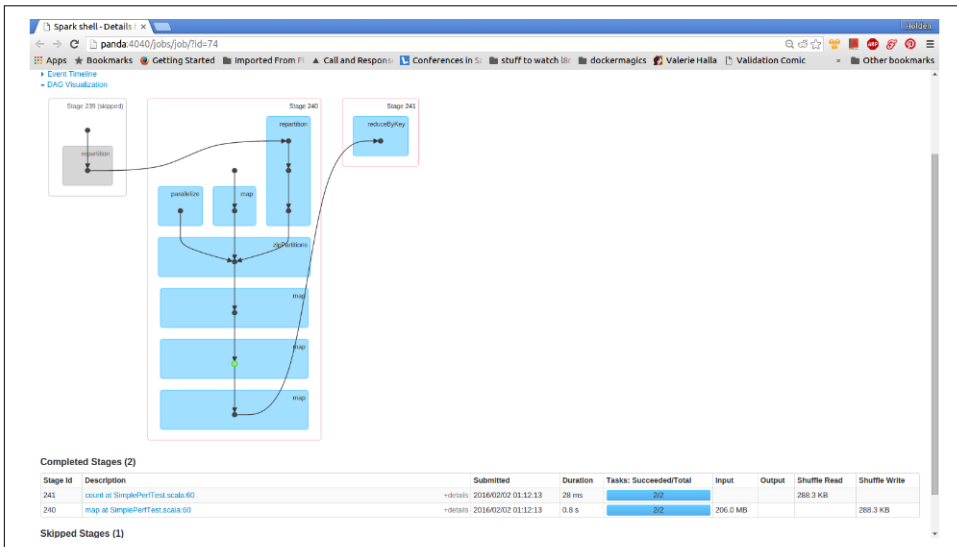 Spark shell - Details f
Holden
panda:4040/jobs/job/?id=74
Apps Bookmarks Getting Started Imported From Fi Call and Respons Conferences in S stuff to watch dockermagics Valerie Halla Validation Comic » Other bookmarks
Event Timeline
DAG Visualization
Stage 239 (skipped)
repartition
Stage 240
repartition
parallelize
map
zipPartitions
map
map
map
Stage 241
reduceByKey
Completed Stages (2)
Stage Id Description Submitted Duration Tasks: Succeeded/Total Input Output Shuffle Read Shuffle Write
241 count at SimplePerfTest.scala:60 +details 2016/02/02 01:12:13 28 ms 2/2 288.3 KB
240 map at SimplePerfTest.scala:60 +details 2016/02/02 01:12:13 0.8 s 2/2 206.0 MB 288.3 KB
Skipped Stages (1)